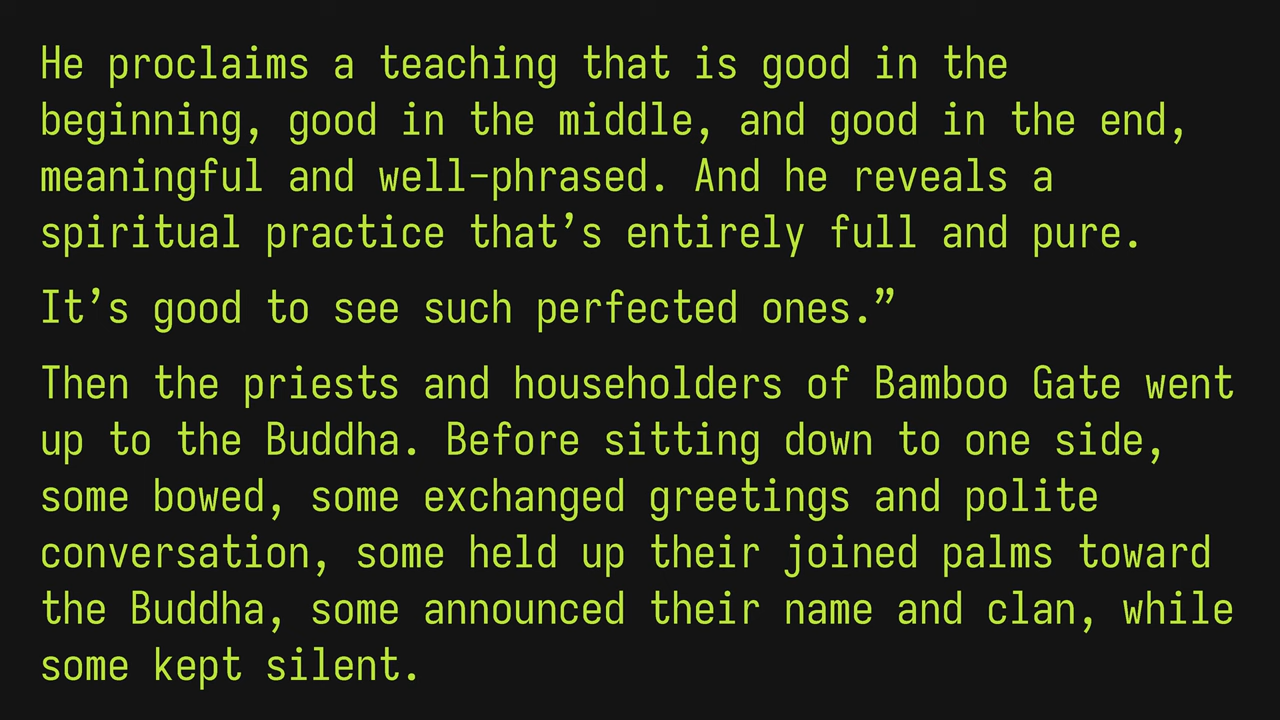 He proclaims a teaching that is good in the
beginning, good in the middle, and good in the end,
meaningful and well-phrased. And he reveals a
spiritual practice that’s entirely full and pure.
It’s good to see such perfected ones.”
Then the priests and householders of Bamboo Gate went
up to the Buddha. Before sitting down to one side,
some bowed, some exchanged greetings and polite
conversation, some held up their joined palms toward
the Buddha, some announced their name and clan, while
some kept silent.